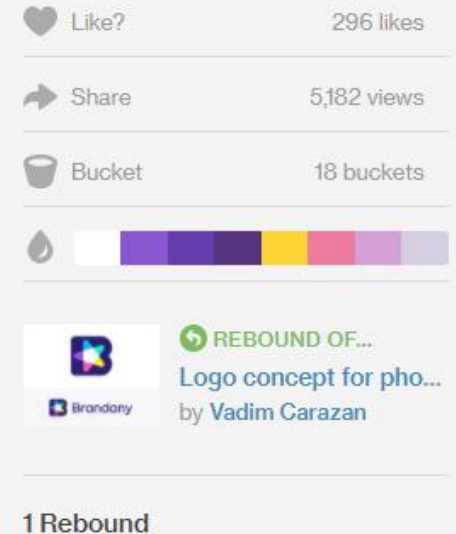 Like? 296 likes
Share 5,182 views
Bucket 18 buckets
REBOUND OF...
Logo concept for pho...
Brandany by Vadim Carazan
1 Rebound